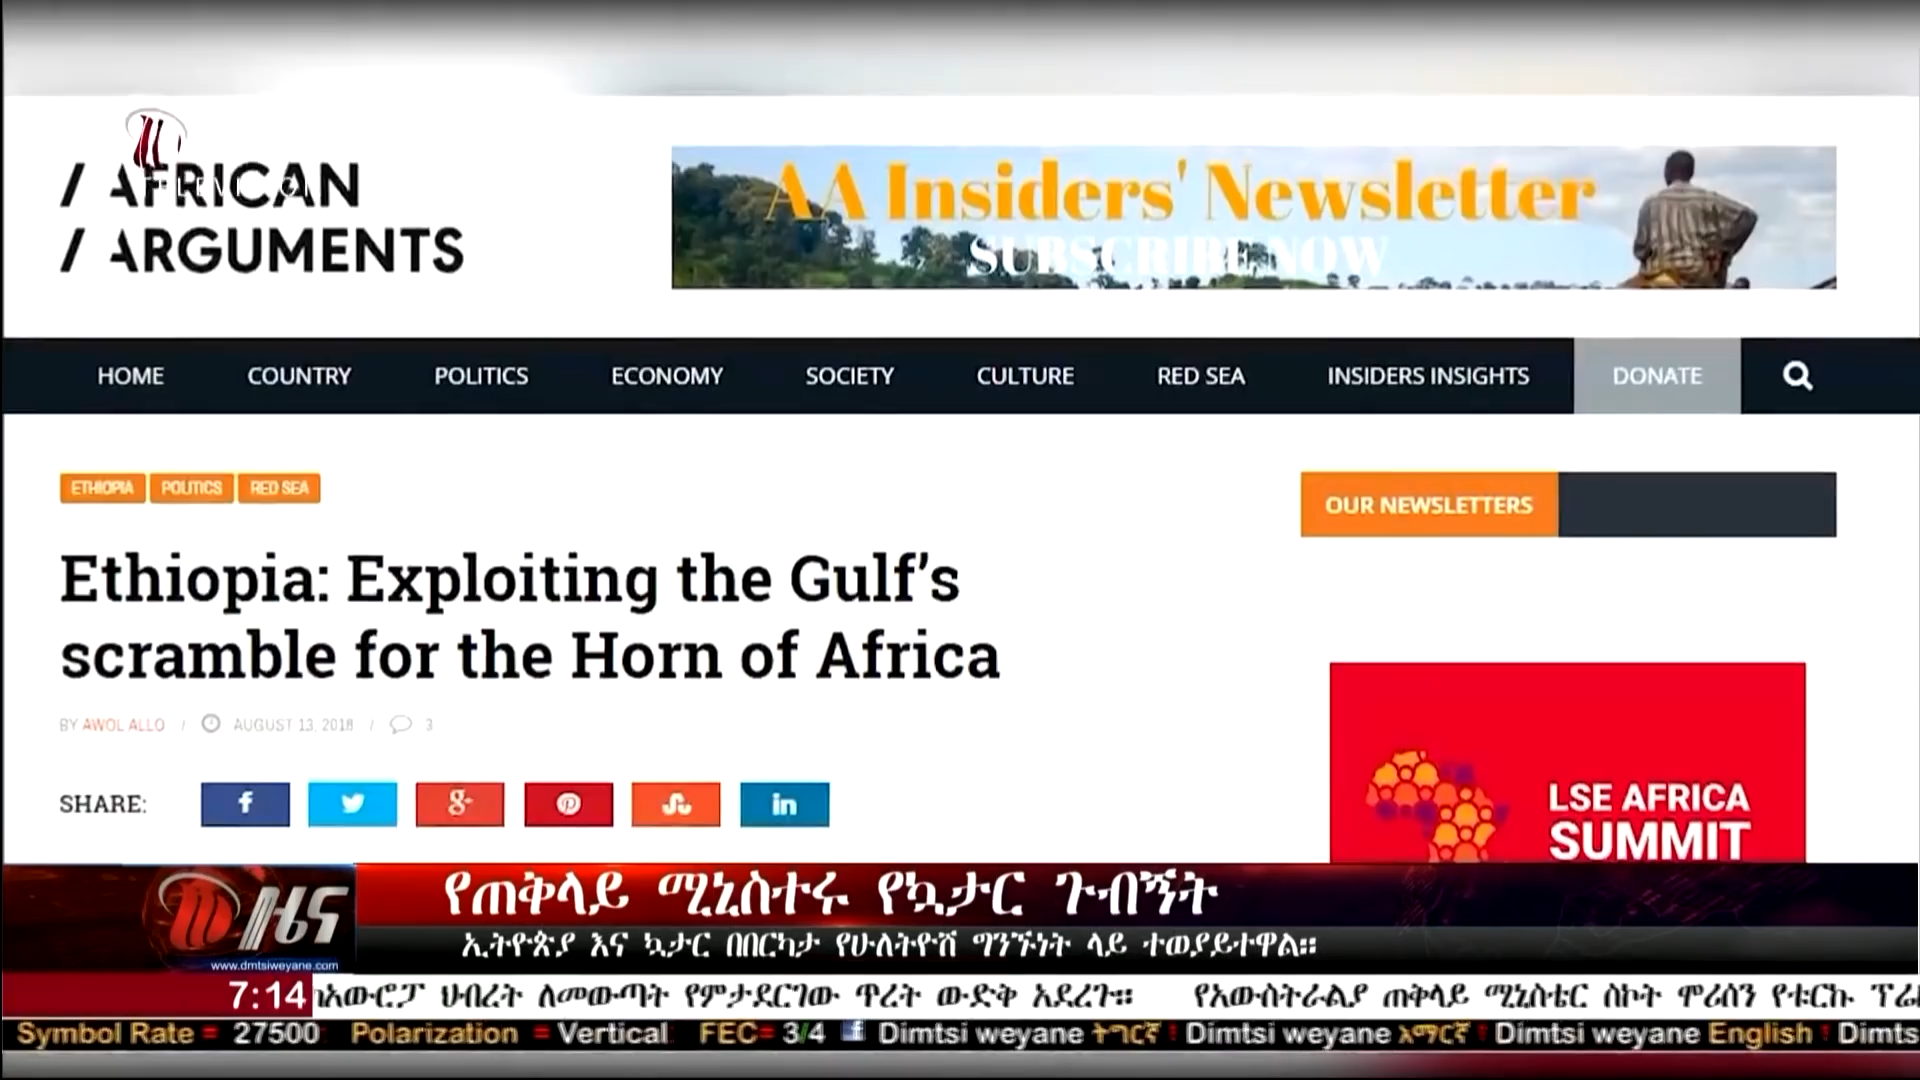 / AFRICAN
/ ARGUMENTS
AA Insiders' Newsletter
SUBSCRIBE NOW
HOME COUNTRY POLITICS ECONOMY SOCIETY CULTURE RED SEA INSIDERS INSIGHTS DONATE
ETHIOPIA POLITICS RED SEA
OUR NEWSLETTERS
Ethiopia: Exploiting the Gulf’s
scramble for the Horn of Africa
BY AWOL ALLO / AUGUST 13, 2018 / 3
SHARE:
LSE AFRICA
SUMMIT
ዜና
www.dmtsiweyane.com
የጠቅላይ ሚኒስተሩ የኳታር ጉብኝት
ኢትዮጵያ እና ኳታር በበርካታ የሁለትዮሽ ግንኙነት ላይ ተወያይተዋል።
7:14 ከአውሮፓ ህብረት ለመውጣት የምታደርገው ጥረት ውድቅ አደረጉ። የአውስትራልያ ጠቅላይ ሚኒስቴር ስኮት ሞሪሰን የቱርኩ
Symbol Rate = 27500 Polarization = Vertical FEC= 3/4 f Dimtsi weyane ትግርኛ Dimtsi weyane አማርኛ Dimtsi weyane English Dimts